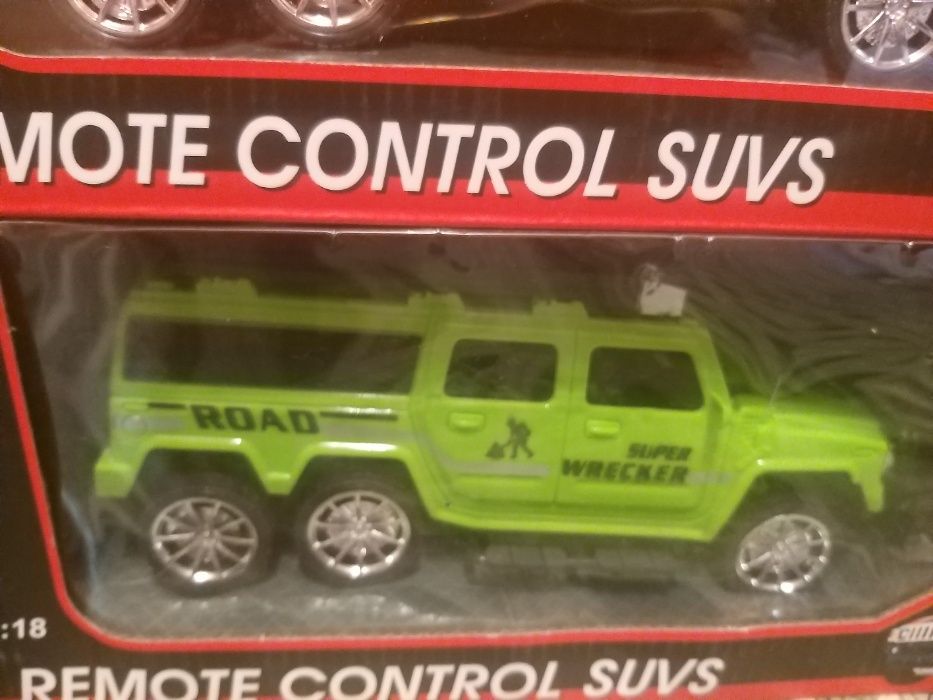 MOTE CONTROL SUVS
ROAD
SUPER
WRECKER
:18
REMOTE CONTROL SUVS